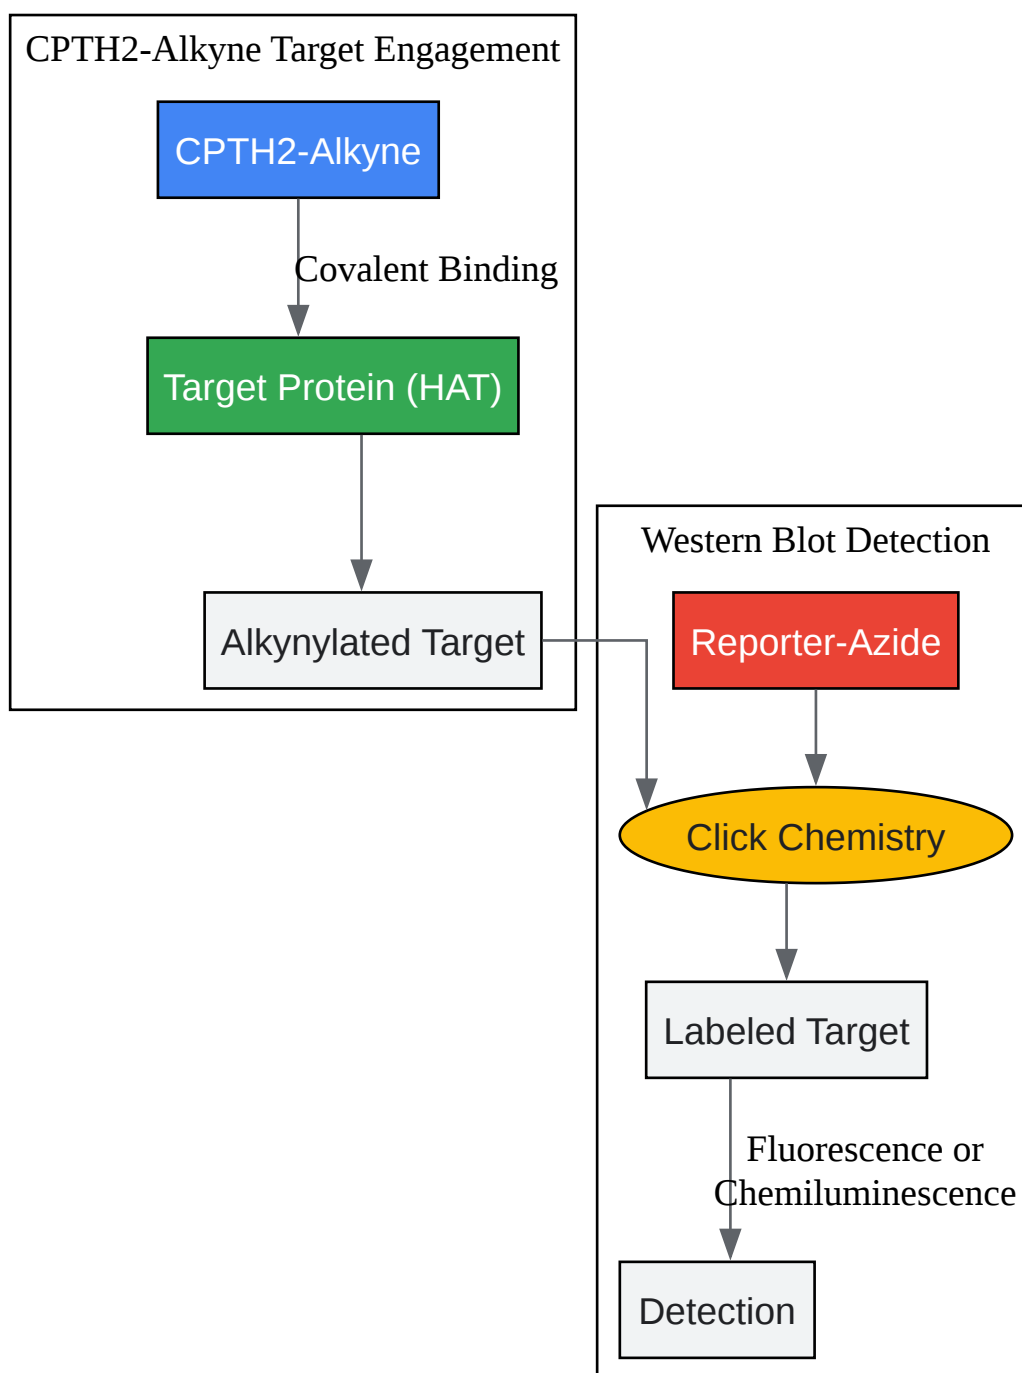 CPTH2-Alkyne Target Engagement
CPTH2-Alkyne
Covalent Binding
Target Protein (HAT)
Alkynylated Target
Western Blot Detection
Reporter-Azide
Click Chemistry
Labeled Target
Fluorescence or
Chemiluminescence
Detection